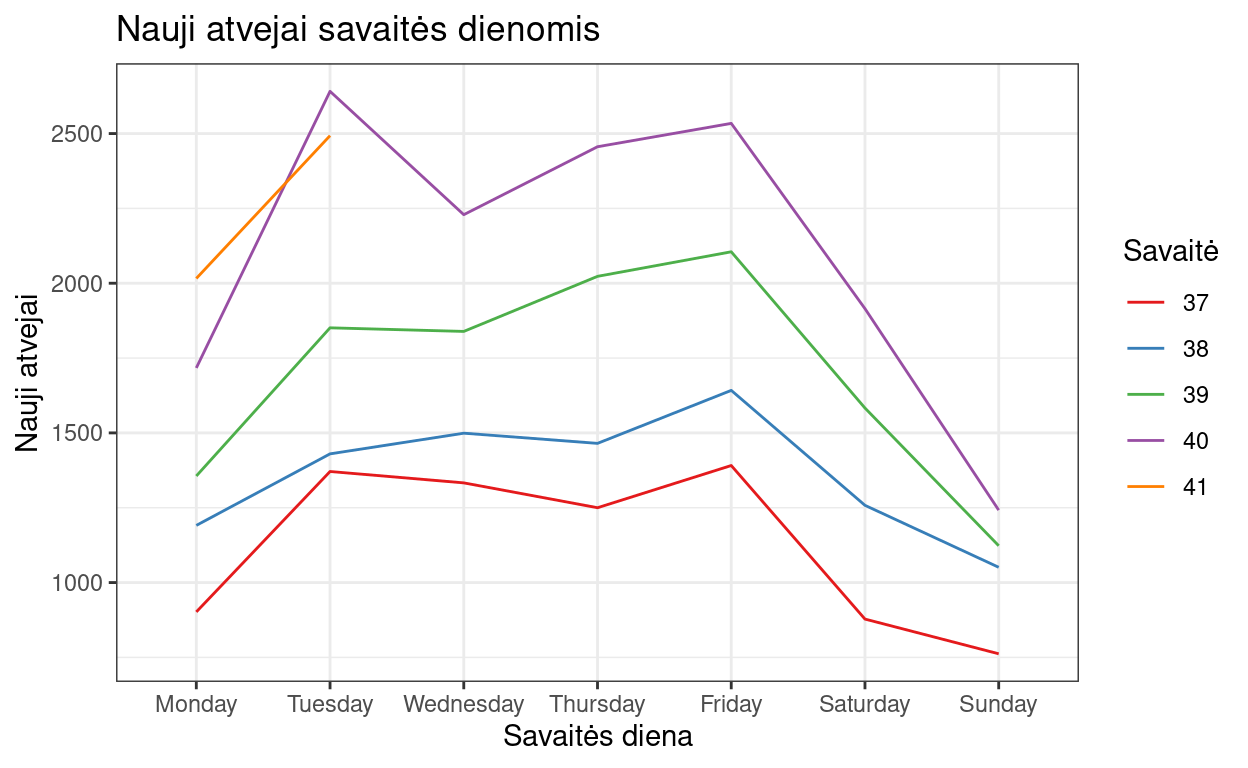 Nauji atvejai savaitės dienomis
Nauji atvejai
2500
2000
1500
1000
Monday Tuesday Wednesday Thursday Friday Saturday Sunday
Savaitės diena
Savaitė
37
38
39
40
41